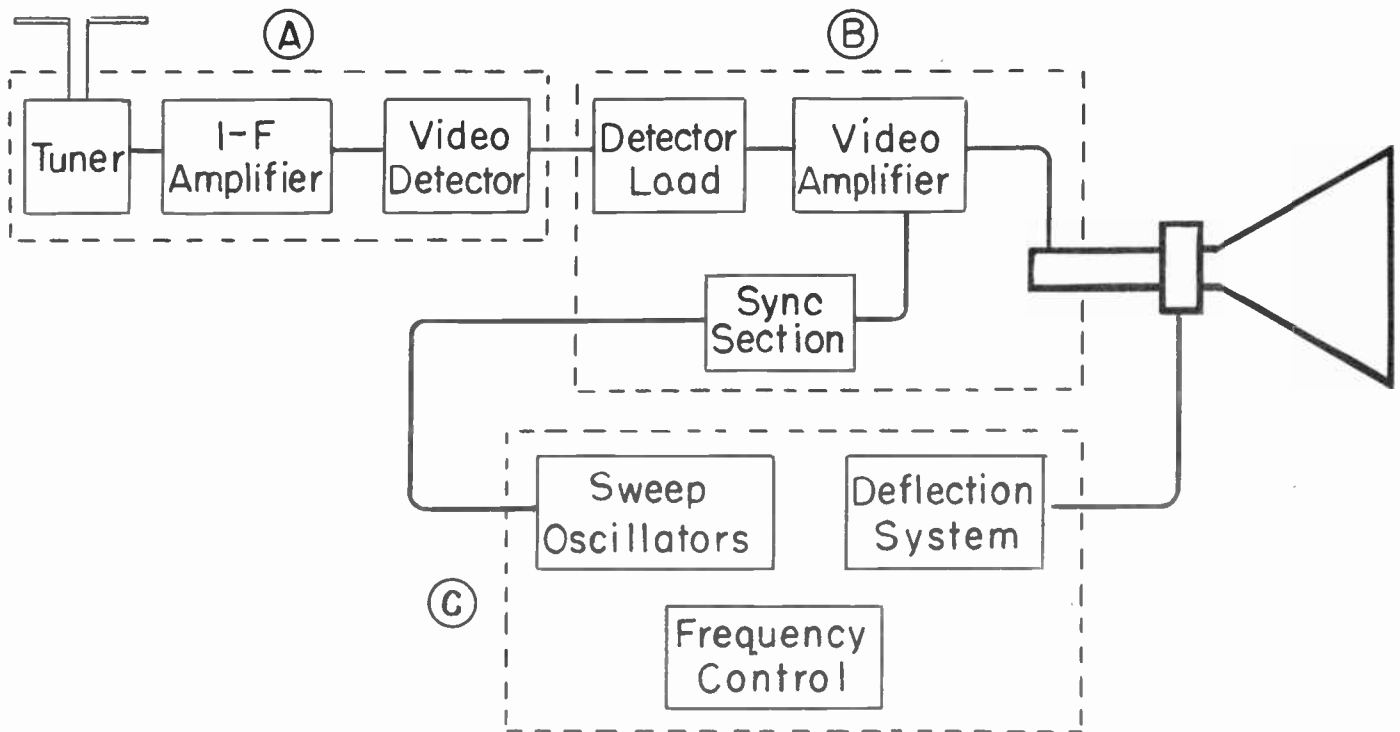 A
B
Tuner
I-F
Amplifier
Video
Detector
Detector
Load
Video
Amplifier
Sync
Section
Sweep
Oscillators
Deflection
System
C
Frequency
Control